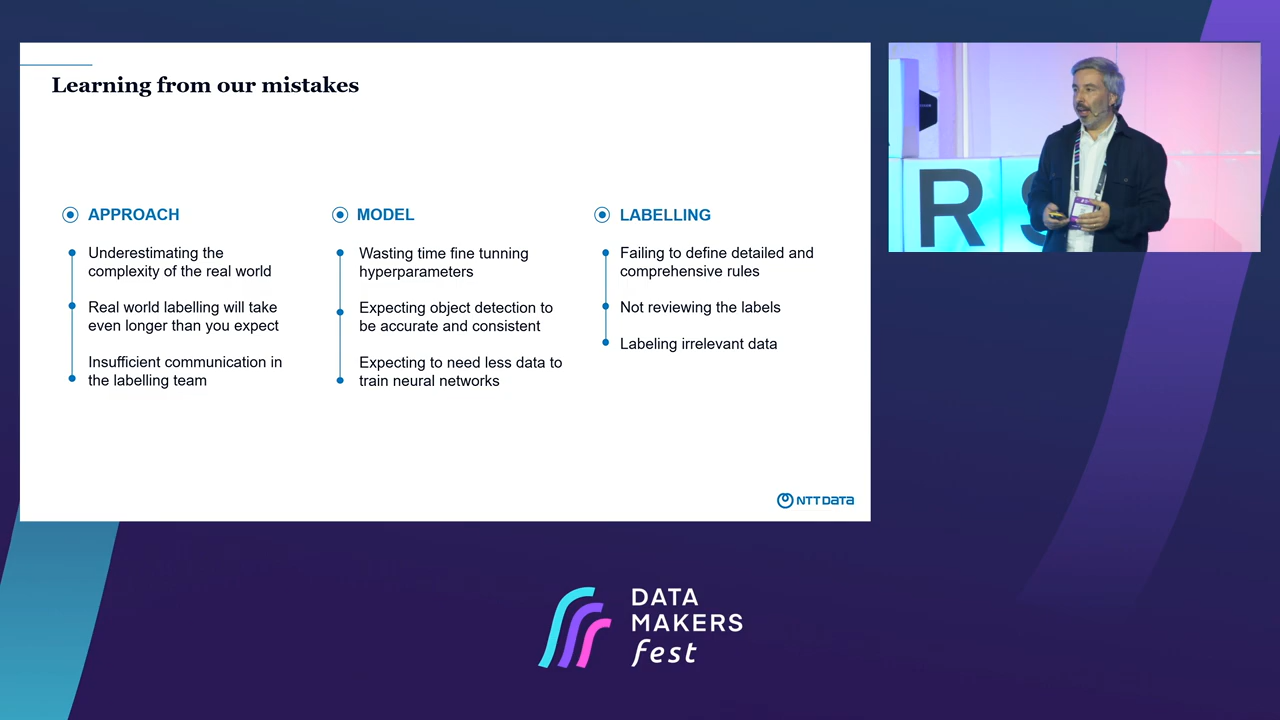 Learning from our mistakes
APPROACH
Underestimating the
complexity of the real world
Real world labelling will take
even longer than you expect
Insufficient communication in
the labelling team
MODEL
Wasting time fine tunning
hyperparameters
Expecting object detection to
be accurate and consistent
Expecting to need less data to
train neural networks
LABELLING
Failing to define detailed and
comprehensive rules
Not reviewing the labels
Labeling irrelevant data
NTT DATA
R S
DATA
MAKERS
fest